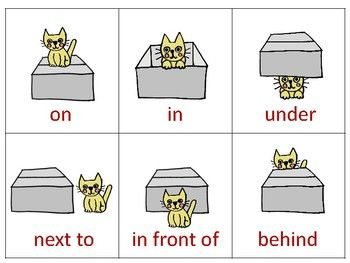 on
in
under
next to
in front of
behind